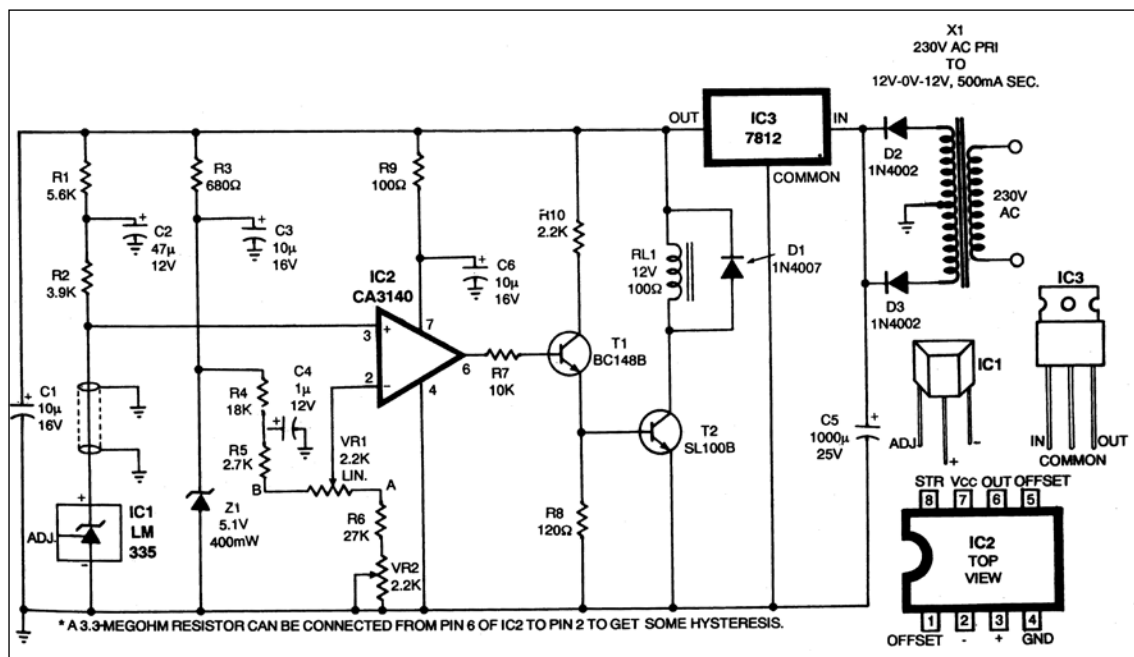 X1
230V AC PRI
TO
12V-0V-12V, 500mA SEC.
OUT
IC3
7812
IN
COMMON
D2
1N4002
230V
AC
D3
1N4002
R1
5.6K
C2
47µ
12V
R2
3.9K
R3
680Ω
C3
10µ
16V
R9
100Ω
C6
10µ
16V
IC2
CA3140
3
+
2
-
7
4
6
R7
10K
R10
2.2K
T1
BC148B
RL1
12V
100Ω
D1
1N4007
T2
SL100B
R8
120Ω
C5
1000µ
25V
+
C1
10µ
16V
+
R4
18K
C4
1µ
12V
R5
2.7K
B
VR1
2.2K
LIN.
A
R6
27K
VR2
2.2K
Z1
5.1V
400mW
IC1
LM
335
ADJ.
+
-
IC1
ADJ
+
-
IC3
IN
OUT
COMMON
STR VCC OUT OFFSET
8 7 6 5
IC2
TOP
VIEW
1 2 3 4
OFFSET - + GND
* A 3.3-MEGOHM RESISTOR CAN BE CONNECTED FROM PIN 6 OF IC2 TO PIN 2 TO GET SOME HYSTERESIS.